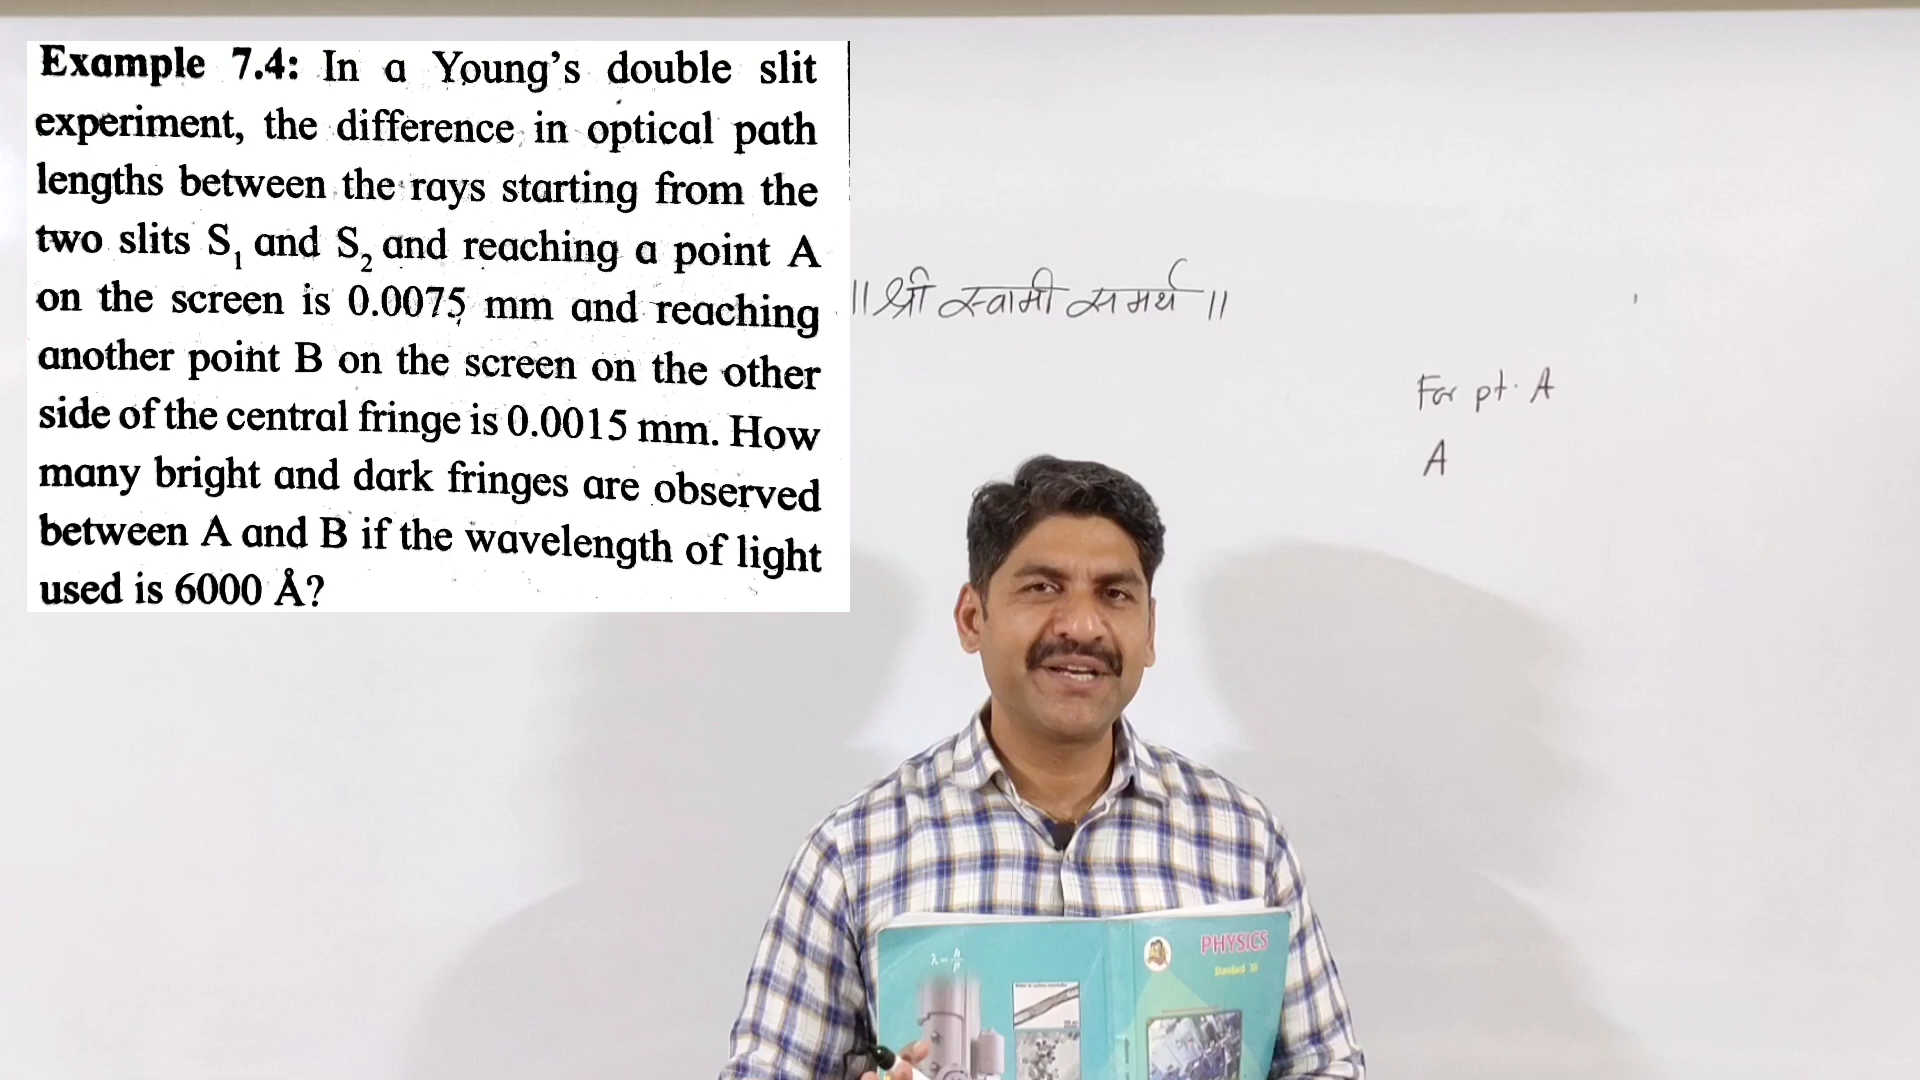 Example 7.4: In a Young's double slit
experiment, the difference in optical path
lengths between the rays starting from the
two slits S₁ and S₂ and reaching a point A
on the screen is 0.0075 mm and reaching
another point B on the screen on the other
side of the central fringe is 0.0015 mm. How
many bright and dark fringes are observed
between A and B if the wavelength of light
used is 6000 Å?
॥ श्री स्वामी समर्थ ॥
For pt. A
A
λ = h/p
PHYSICS
Standard XII